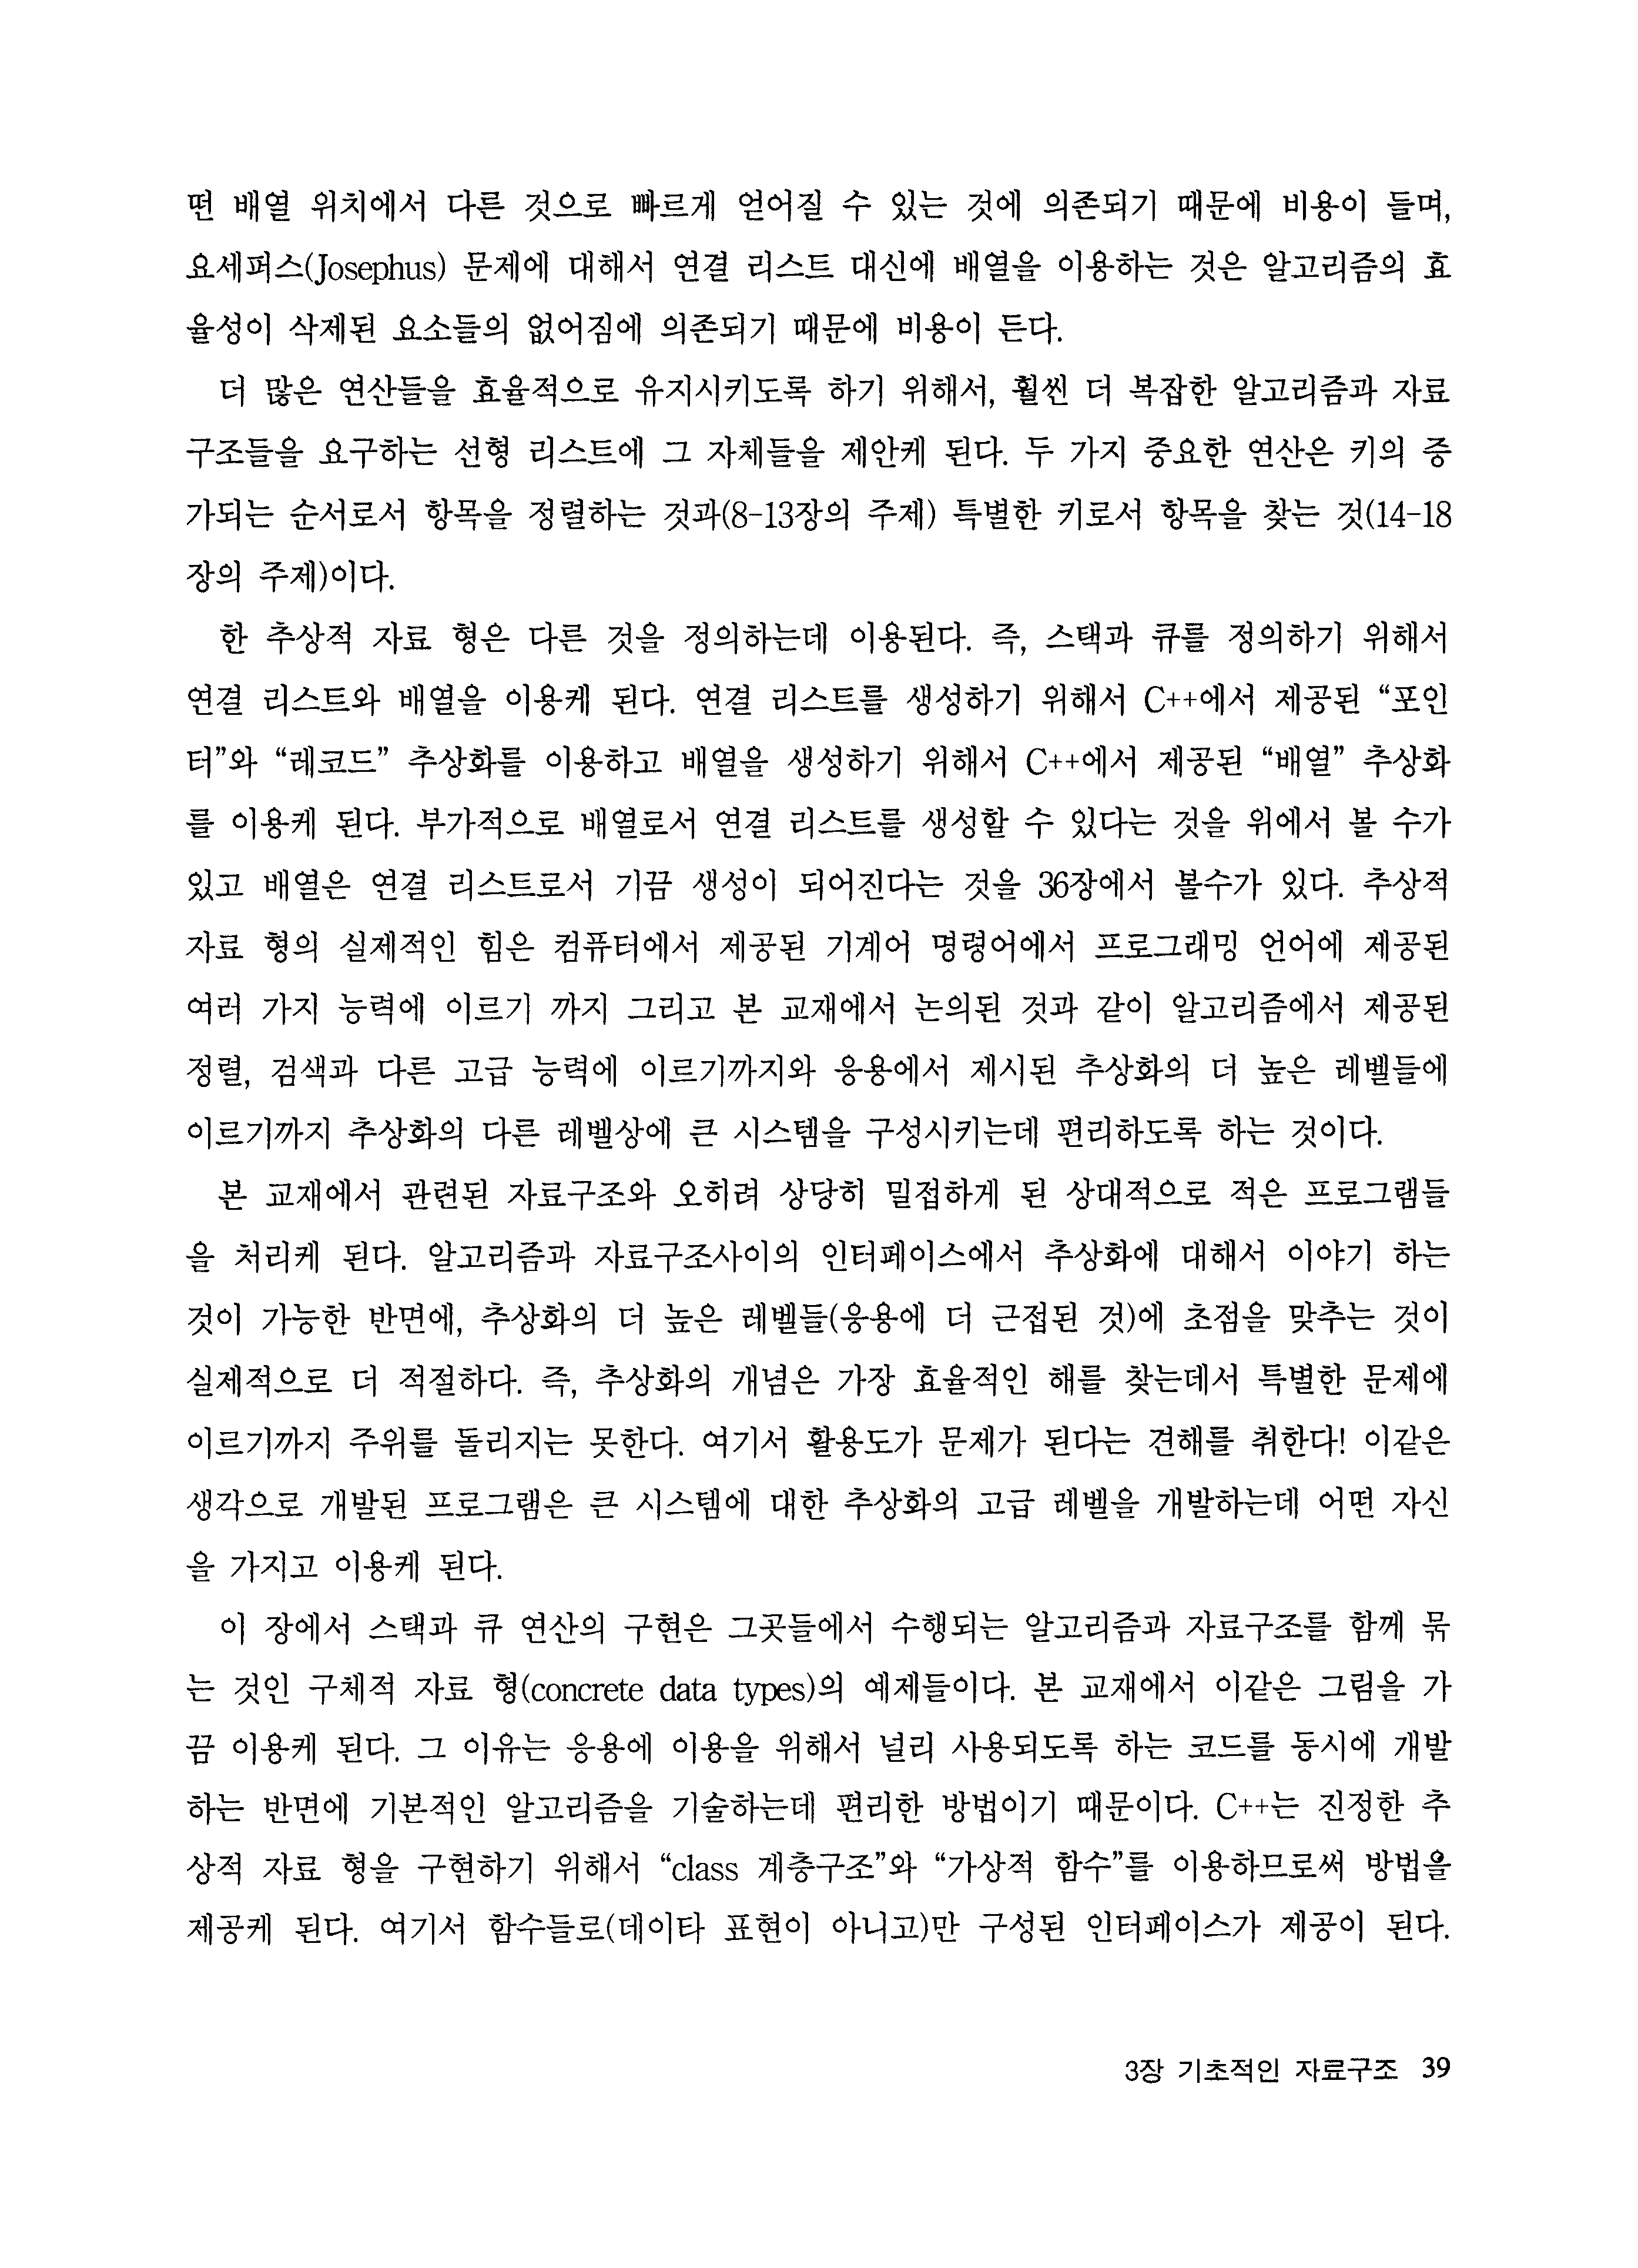 떤 배열 위치에서 다른 것으로 빠르게 얻어질 수 있는 것에 의존되기 때문에 비용이 들며,
요세퍼스(Josephus) 문제에 대해서 연결 리스트 대신에 배열을 이용하는 것은 알고리즘의 효
율성이 삭제된 요소들의 없어짐에 의존되기 때문에 비용이 든다.
더 많은 연산들을 효율적으로 유지시키도록 하기 위해서, 훨씬 더 복잡한 알고리즘과 자료
구조들을 요구하는 선형 리스트에 그 자체들을 제안케 된다. 두 가지 중요한 연산은 키의 증
가되는 순서로서 항목을 정렬하는 것과(8-13장의 주제) 특별한 키로서 항목을 찾는 것(14-18
장의 주제)이다.
한 추상적 자료 형은 다른 것을 정의하는데 이용된다. 즉, 스택과 큐를 정의하기 위해서
연결 리스트와 배열을 이용케 된다. 연결 리스트를 생성하기 위해서 C++에서 제공된 “포인
터”와 “레코드” 추상화를 이용하고 배열을 생성하기 위해서 C++에서 제공된 “배열” 추상화
를 이용케 된다. 부가적으로 배열로서 연결 리스트를 생성할 수 있다는 것을 위에서 볼 수가
있고 배열은 연결 리스트로서 기끔 생성이 되어진다는 것을 36장에서 볼수가 있다. 추상적
자료 형의 실제적인 힘은 컴퓨터에서 제공된 기계어 명령어에서 프로그래밍 언어에 제공된
여러 가지 능력에 이르기 까지 그리고 본 교재에서 논의된 것과 같이 알고리즘에서 제공된
정렬, 검색과 다른 고급 능력에 이르기까지와 응용에서 제시된 추상화의 더 높은 레벨들에
이르기까지 추상화의 다른 레벨상에 큰 시스템을 구성시키는데 편리하도록 하는 것이다.
본 교재에서 관련된 자료구조와 오히려 상당히 밀접하게 된 상대적으로 적은 프로그램들
을 처리케 된다. 알고리즘과 자료구조사이의 인터페이스에서 추상화에 대해서 이야기 하는
것이 가능한 반면에, 추상화의 더 높은 레벨들(응용에 더 근접된 것)에 초점을 맞추는 것이
실제적으로 더 적절하다. 즉, 추상화의 개념은 가장 효율적인 해를 찾는데서 특별한 문제에
이르기까지 주위를 돌리지는 못한다. 여기서 활용도가 문제가 된다는 견해를 취한다! 이같은
생각으로 개발된 프로그램은 큰 시스템에 대한 추상화의 고급 레벨을 개발하는데 어떤 자신
을 가지고 이용케 된다.
이 장에서 스택과 큐 연산의 구현은 그곳들에서 수행되는 알고리즘과 자료구조를 함께 묶
는 것인 구체적 자료 형(concrete data types)의 예제들이다. 본 교재에서 이같은 그림을 가
끔 이용케 된다. 그 이유는 응용에 이용을 위해서 널리 사용되도록 하는 코드를 동시에 개발
하는 반면에 기본적인 알고리즘을 기술하는데 편리한 방법이기 때문이다. C++는 진정한 추
상적 자료 형을 구현하기 위해서 “class 계층구조”와 “가상적 함수”를 이용하므로써 방법을
제공케 된다. 여기서 함수들로(데이타 표현이 아니고)만 구성된 인터페이스가 제공이 된다.
3장 기초적인 자료구조 39